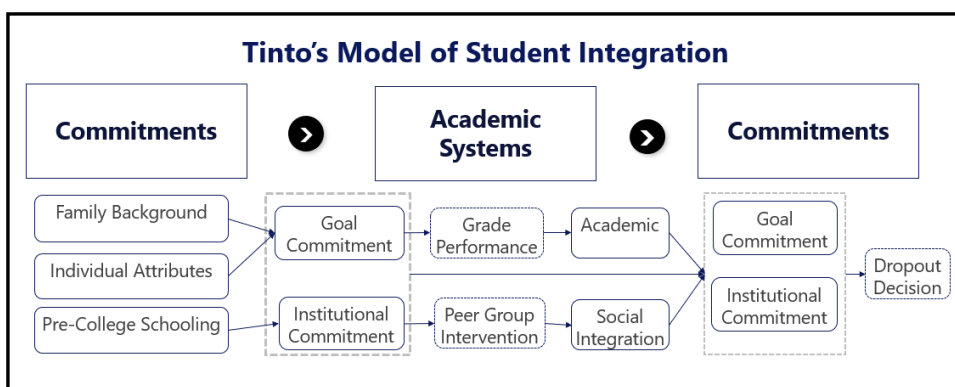 Tinto's Model of Student Integration
Commitments
Academic
Systems
Commitments
Family Background
Individual Attributes
Pre-College Schooling
Goal
Commitment
Institutional
Commitment
Grade
Performance
Peer Group
Intervention
Academic
Social
Integration
Goal
Commitment
Institutional
Commitment
Dropout
Decision